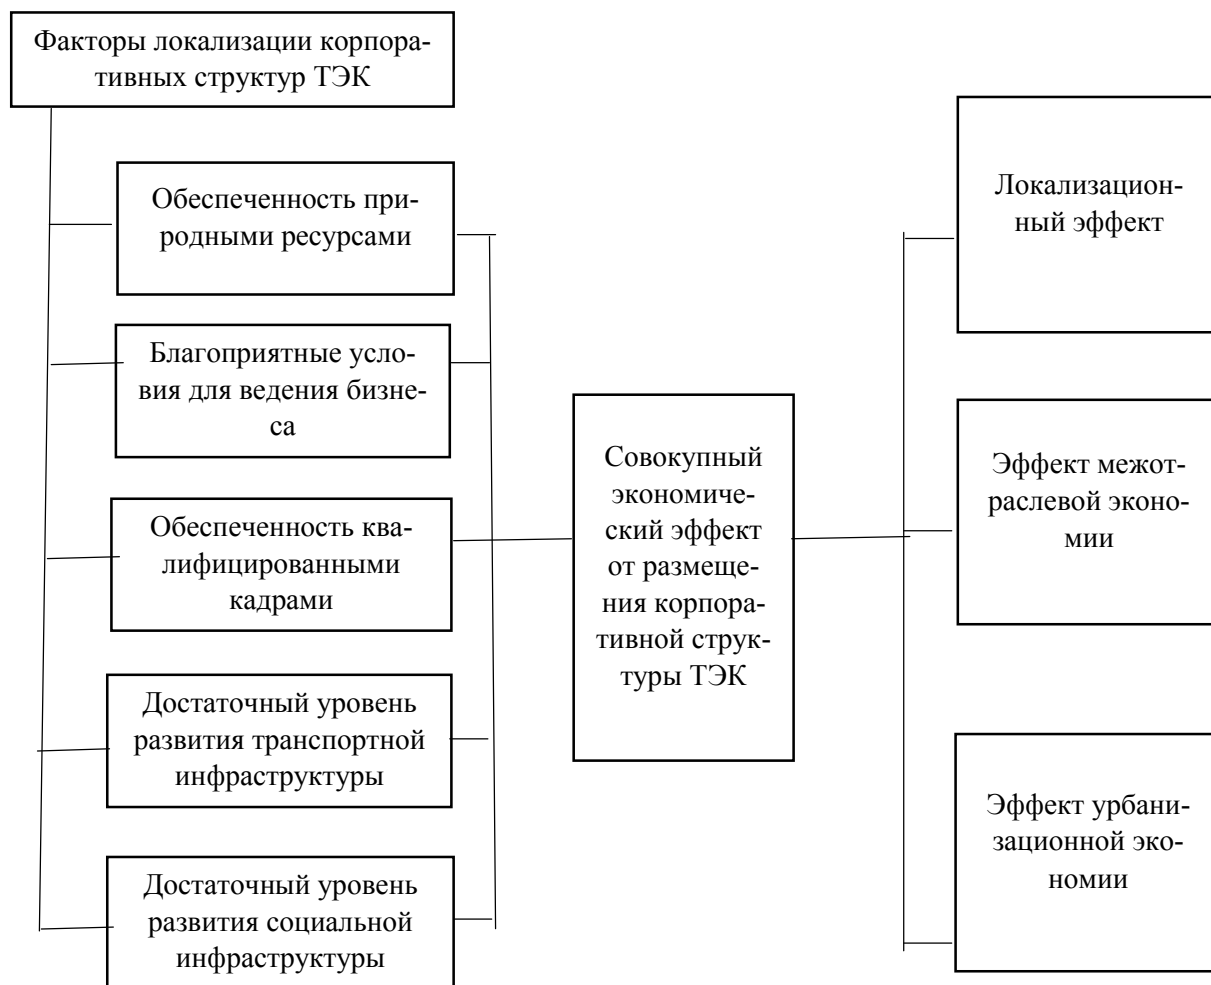 Факторы локализации корпора-
тивных структур ТЭК
Обеспеченность при-
родными ресурсами
Благоприятные усло-
вия для ведения бизне-
са
Обеспеченность ква-
лифицированными
кадрами
Достаточный уровень
развития транспортной
инфраструктуры
Достаточный уровень
развития социальной
инфраструктуры
Совокупный
экономиче-
ский эффект
от размеще-
ния корпора-
тивной струк-
туры ТЭК
Локализацион-
ный эффект
Эффект межот-
раслевой эконо-
мии
Эффект урбани-
зационной эко-
номии